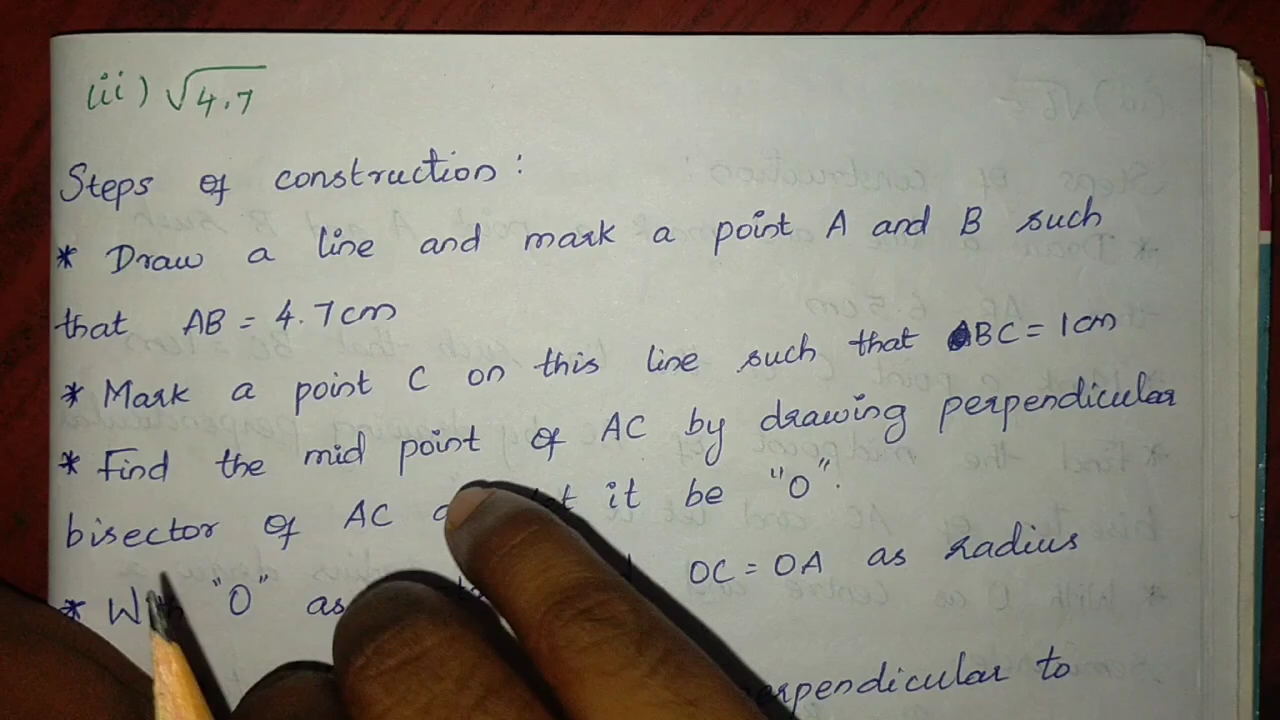 (ii) √4.7
Steps of construction:
* Draw a line and mark a point A and B such
that AB = 4.7cm
* Mark a point C on this line such that BC = 1cm
* Find the mid point of AC by drawing perpendicular
bisector of AC it be "O".
* "O" as OC = OA as radius
perpendicular to